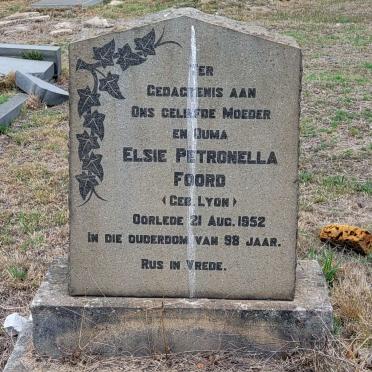 Ter
Gedagtenis aan
Ons geliefde Moeder
en Ouma
Elsie Petronella
Foord
(Geb. Lyon)
Oorlede 21 Aug. 1952
In die ouderdom van 98 jaar.
Rus in Vrede.